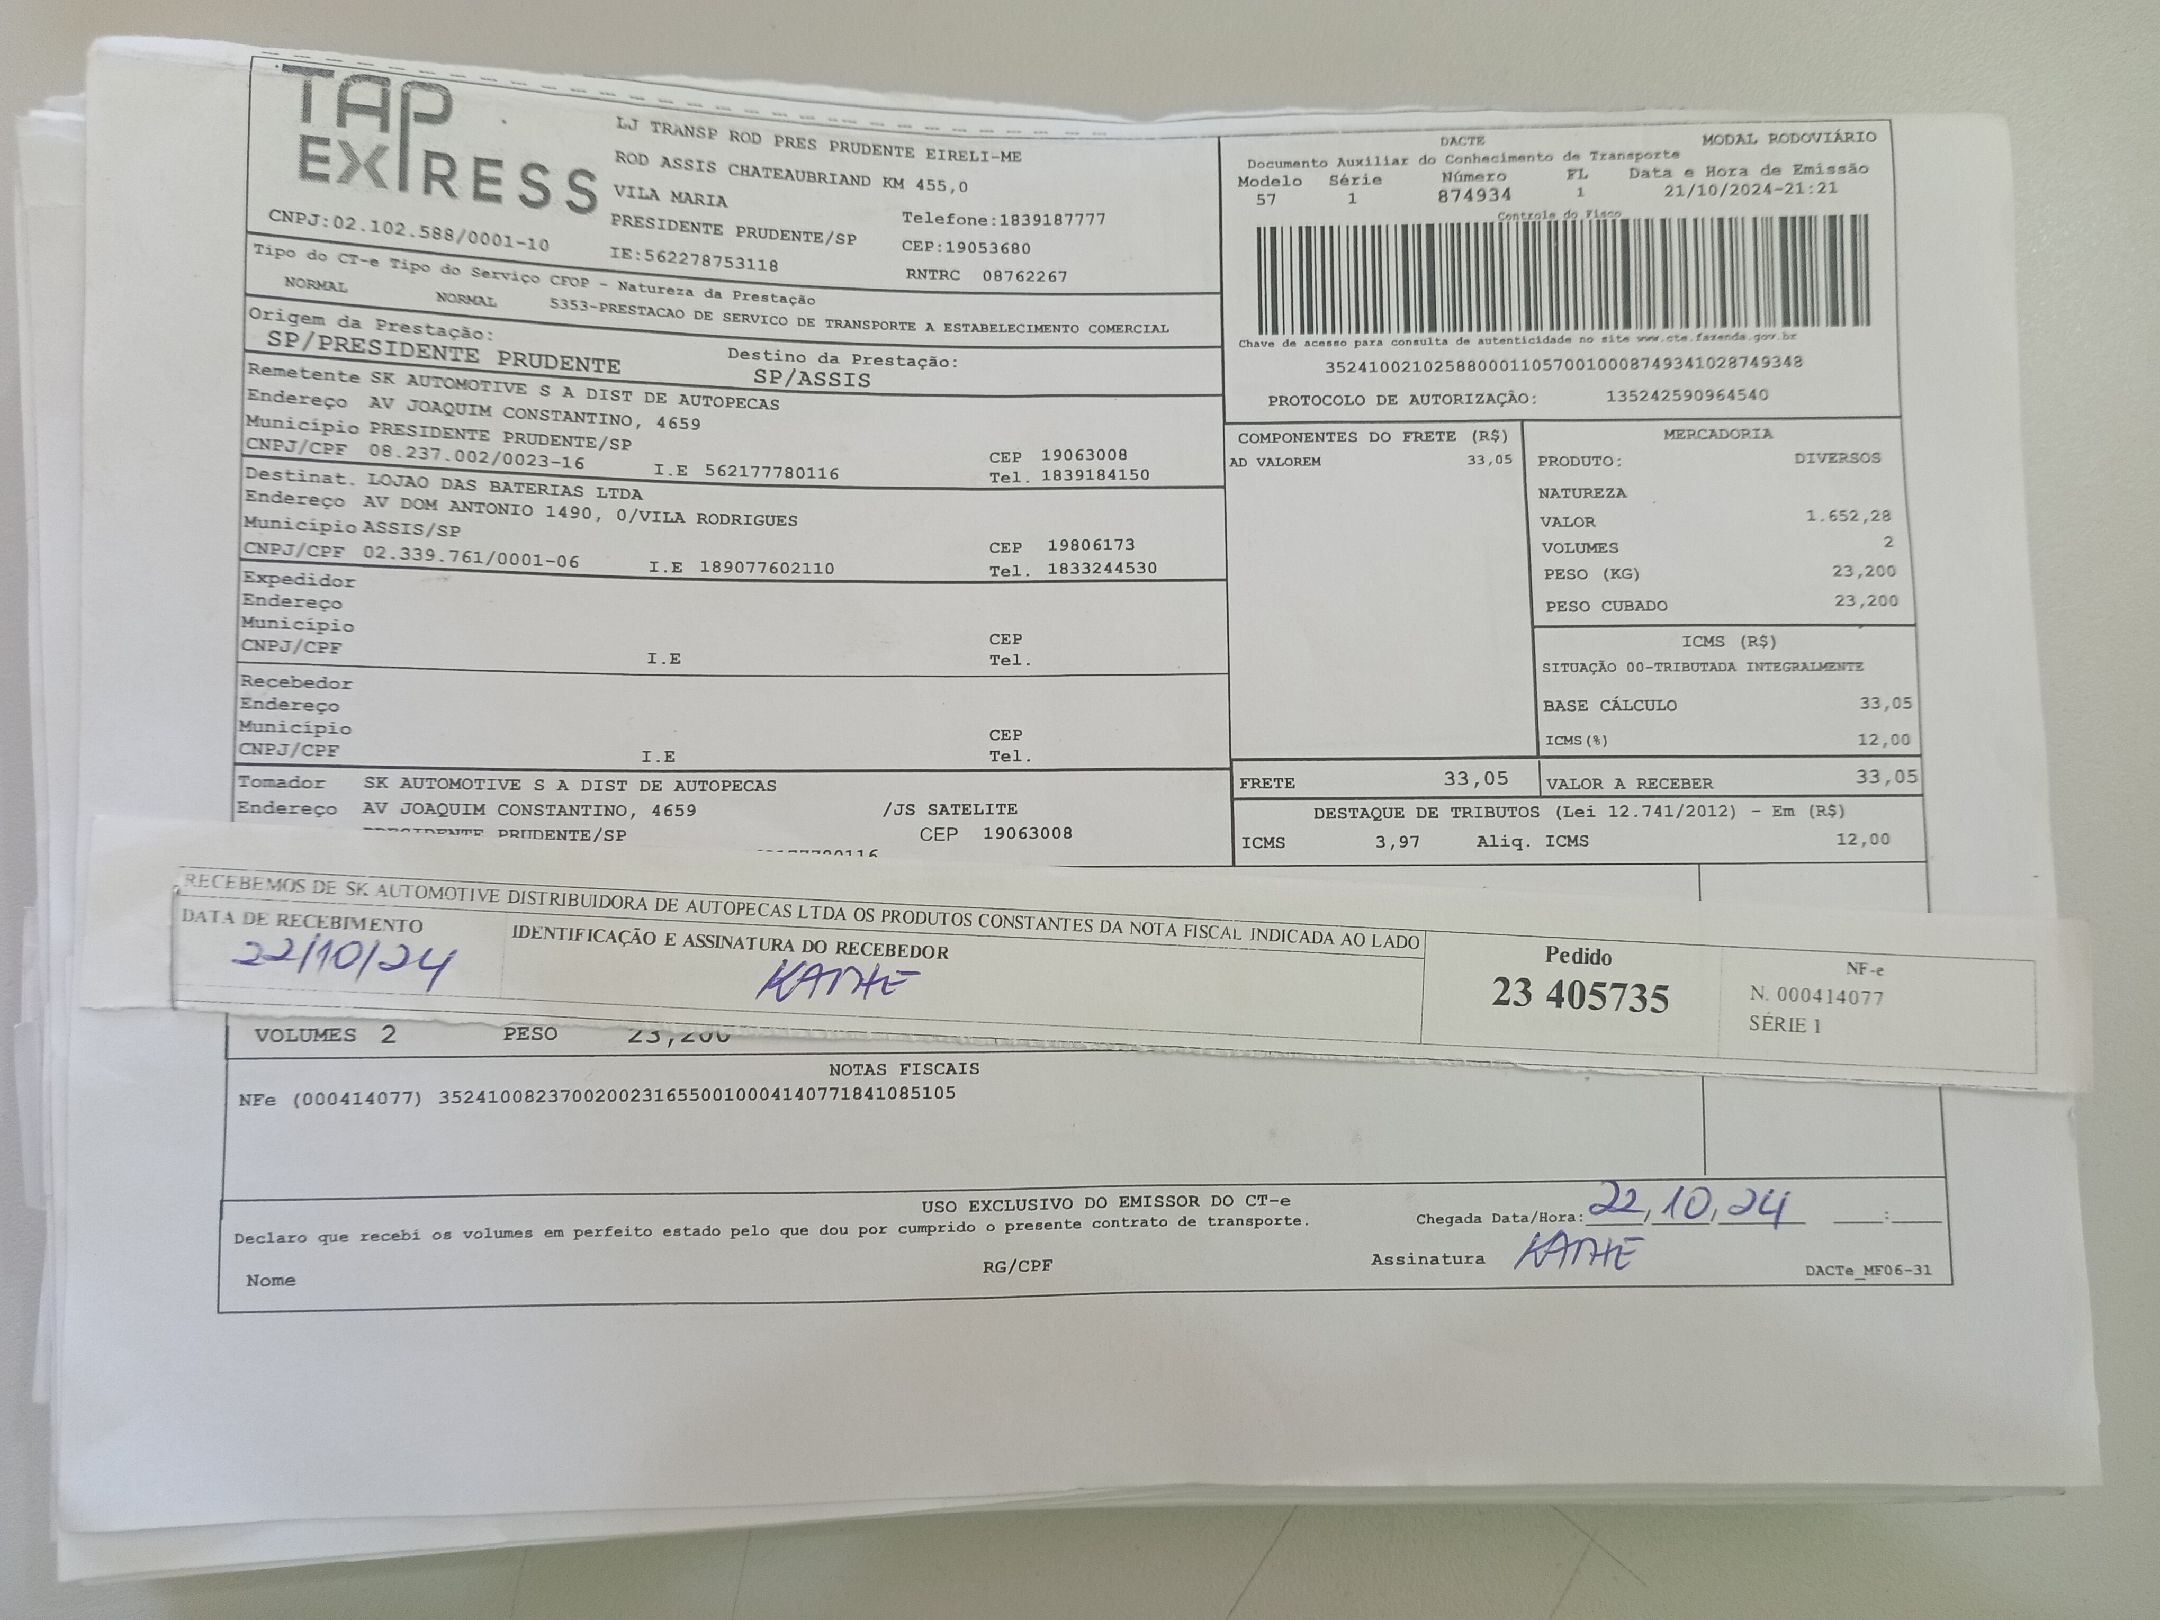 TAP EXPRESS
LJ TRANSP ROD PRES PRUDENTE EIRELI-ME
ROD ASSIS CHATEAUBRIAND KM 455,0
VILA MARIA
PRESIDENTE PRUDENTE/SP
Telefone:1839187777
CEP:19053680
CNPJ:02.102.588/0001-10
IE:562278753118
RNTRC 08762267
Tipo do CT-e Tipo do Serviço CFOP - Natureza da Prestação
NORMAL NORMAL 5353-PRESTACAO DE SERVICO DE TRANSPORTE A ESTABELECIMENTO COMERCIAL
Origem da Prestação:
SP/PRESIDENTE PRUDENTE
Destino da Prestação:
SP/ASSIS
Remetente SK AUTOMOTIVE S A DIST DE AUTOPECAS
Endereço AV JOAQUIM CONSTANTINO, 4659
Município PRESIDENTE PRUDENTE/SP CEP 19063008
CNPJ/CPF 08.237.002/0023-16 I.E 562177780116 Tel. 1839184150
Destinat. LOJAO DAS BATERIAS LTDA
Endereço AV DOM ANTONIO 1490, 0/VILA RODRIGUES
Município ASSIS/SP CEP 19806173
CNPJ/CPF 02.339.761/0001-06 I.E 189077602110 Tel. 1833244530
Expedidor
Endereço
Município CEP
CNPJ/CPF I.E Tel.
Recebedor
Endereço
Município CEP
CNPJ/CPF I.E Tel.
Tomador SK AUTOMOTIVE S A DIST DE AUTOPECAS
Endereço AV JOAQUIM CONSTANTINO, 4659 /JS SATELITE
PRESIDENTE PRUDENTE/SP CEP 19063008
DACTE MODAL RODOVIÁRIO
Documento Auxiliar do Conhecimento de Transporte
Modelo Série Número FL Data e Hora de Emissão
57 1 874934 1 21/10/2024-21:21
Controle do Fisco
Chave de acesso para consulta de autenticidade no site www.cte.fazenda.gov.br
35241002102588000110570010008749341028749348
PROTOCOLO DE AUTORIZAÇÃO: 135242590964540
COMPONENTES DO FRETE (R$)
AD VALOREM 33,05
MERCADORIA
PRODUTO: DIVERSOS
NATUREZA
VALOR 1.652,28
VOLUMES 2
PESO (KG) 23,200
PESO CUBADO 23,200
ICMS (R$)
SITUAÇÃO 00-TRIBUTADA INTEGRALMENTE
BASE CÁLCULO 33,05
ICMS(%) 12,00
FRETE 33,05 VALOR A RECEBER 33,05
DESTAQUE DE TRIBUTOS (Lei 12.741/2012) - Em (R$)
ICMS 3,97 Aliq. ICMS 12,00
RECEBEMOS DE SK AUTOMOTIVE DISTRIBUIDORA DE AUTOPECAS LTDA OS PRODUTOS CONSTANTES DA NOTA FISCAL INDICADA AO LADO
DATA DE RECEBIMENTO
22/10/24
IDENTIFICAÇÃO E ASSINATURA DO RECEBEDOR
KATHE
Pedido
23 405735
NF-e
N. 000414077
SÉRIE 1
VOLUMES 2 PESO 23,200
NOTAS FISCAIS
NFe (000414077) 35241008237002002316550010004140771841085105
USO EXCLUSIVO DO EMISSOR DO CT-e
Declaro que recebi os volumes em perfeito estado pelo que dou por cumprido o presente contrato de transporte.
Chegada Data/Hora: 22,10,24 :
Nome RG/CPF Assinatura KATHE
DACTe_MF06-31